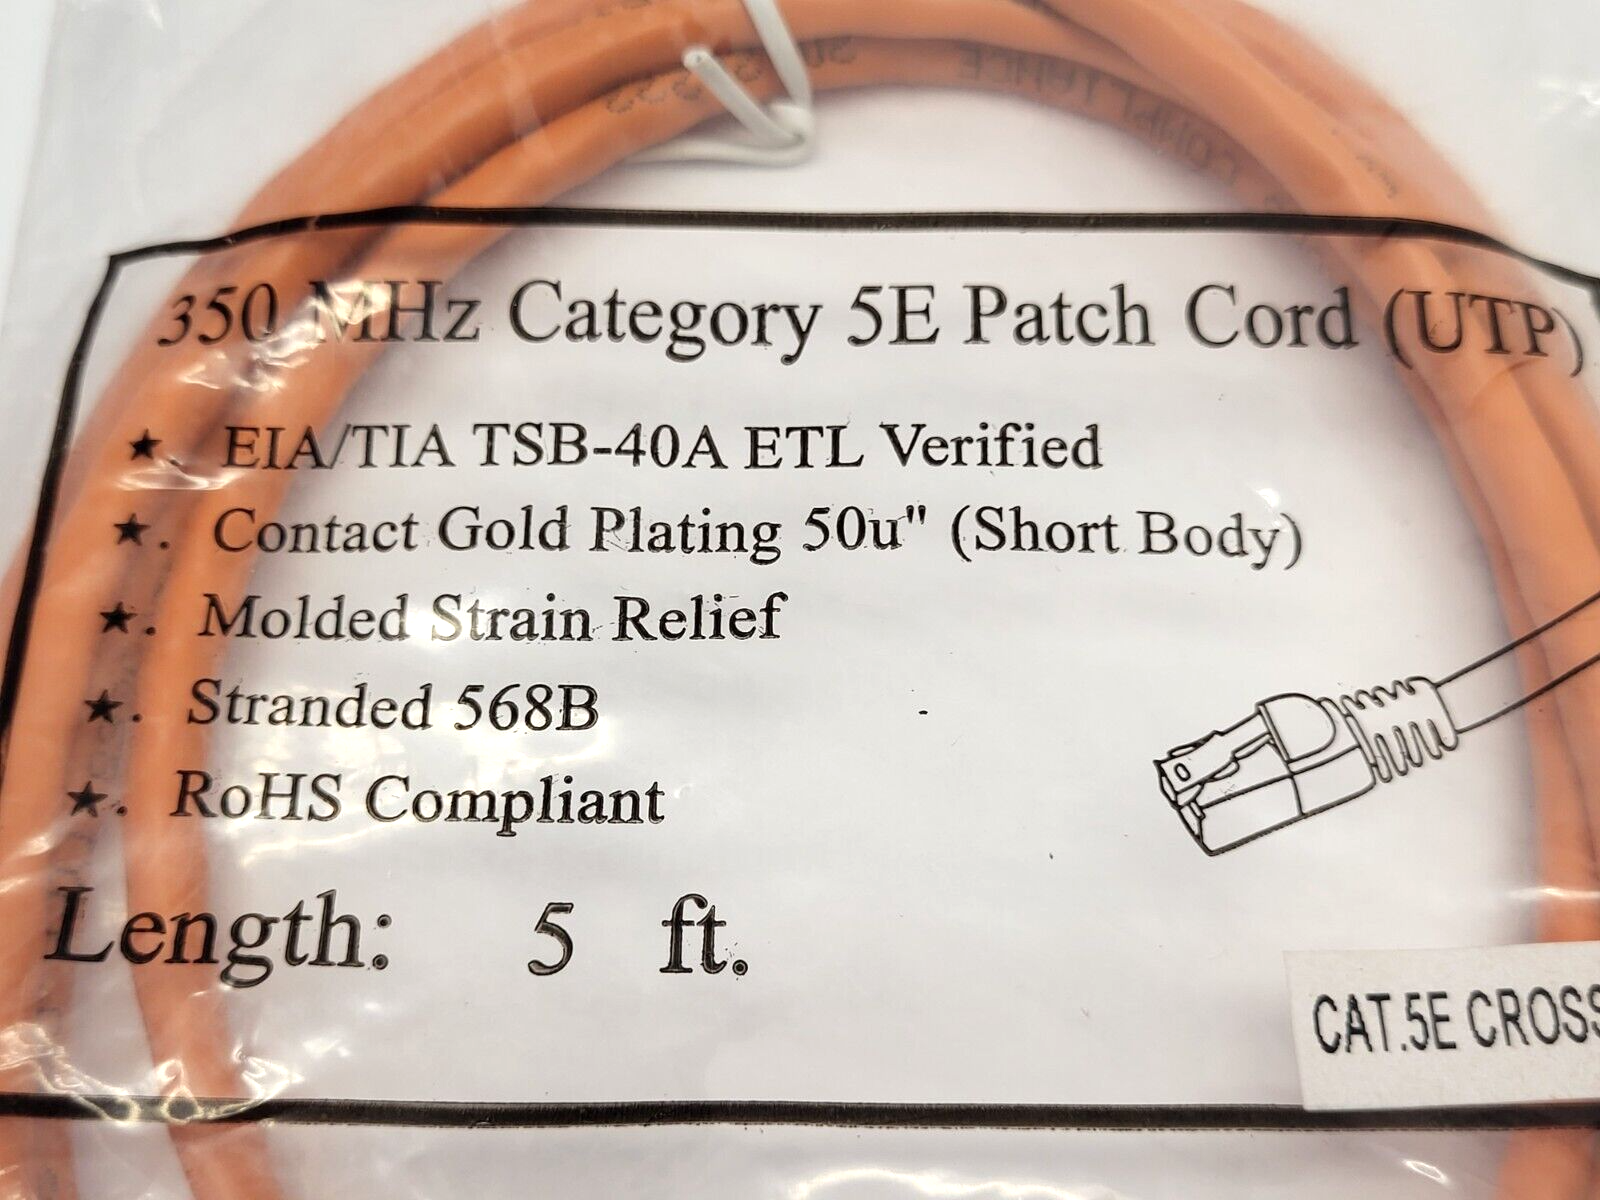 350 MHz Category 5E Patch Cord (UTP)
★. EIA/TIA TSB-40A ETL Verified
★. Contact Gold Plating 50u" (Short Body)
★. Molded Strain Relief
★. Stranded 568B
★. RoHS Compliant
Length: 5 ft.
CAT.5E CROSS